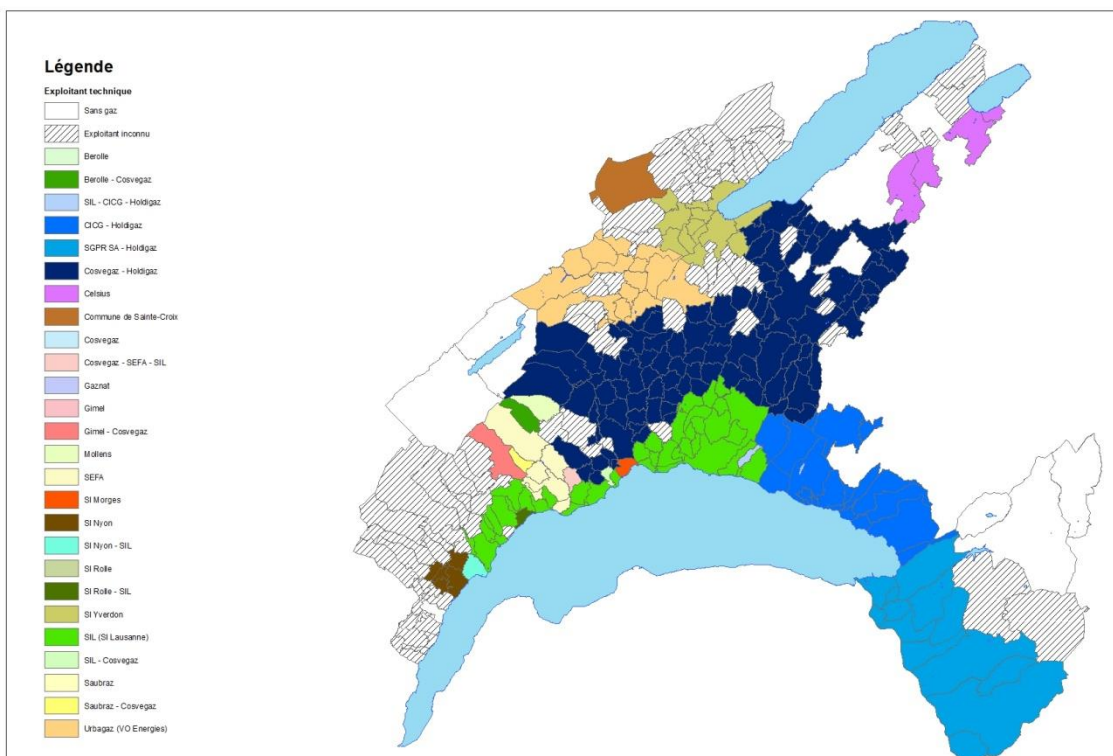 Légende
Exploitant technique
Sans gaz
Exploitant inconnu
Berolle
Berolle - Cosvegaz
SIL - CICG - Holdigaz
CICG - Holdigaz
SGPR SA - Holdigaz
Cosvegaz - Holdigaz
Celsius
Commune de Sainte-Croix
Cosvegaz
Cosvegaz - SEFA - SIL
Gaznat
Gimel
Gimel - Cosvegaz
Mollens
SEFA
SI Morges
SI Nyon
SI Nyon - SIL
SI Rolle
SI Rolle - SIL
SI Yverdon
SIL (SI Lausanne)
SIL - Cosvegaz
Saubraz
Saubraz - Cosvegaz
Urbagaz (VO Energies)